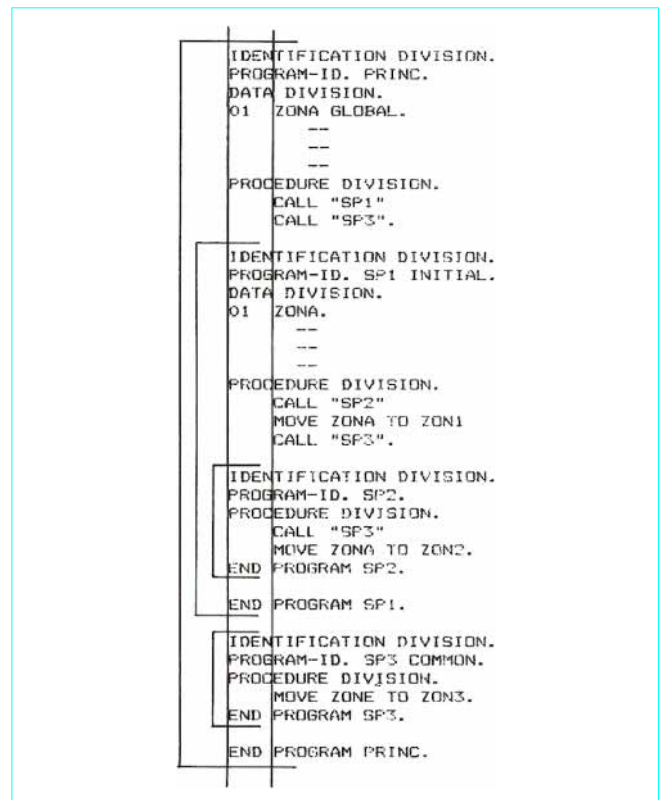 IDENTIFICATION DIVISION.
PROGRAM-ID. PRINC.
DATA DIVISION.
01 ZONA GLOBAL.
--
--
--
PROCEDURE DIVISION.
CALL "SP1"
CALL "SP3".
IDENTIFICATION DIVISION.
PROGRAM-ID. SP1 INITIAL.
DATA DIVISION.
01 ZONA.
--
--
--
PROCEDURE DIVISION.
CALL "SP2"
MOVE ZONA TO ZON1
CALL "SP3".
IDENTIFICATION DIVISION.
PROGRAM-ID. SP2.
PROCEDURE DIVISION.
CALL "SP3"
MOVE ZONA TO ZON2.
END PROGRAM SP2.
END PROGRAM SP1.
IDENTIFICATION DIVISION.
PROGRAM-ID. SP3 COMMON.
PROCEDURE DIVISION.
MOVE ZONE TO ZON3.
END PROGRAM SP3.
END PROGRAM PRINC.